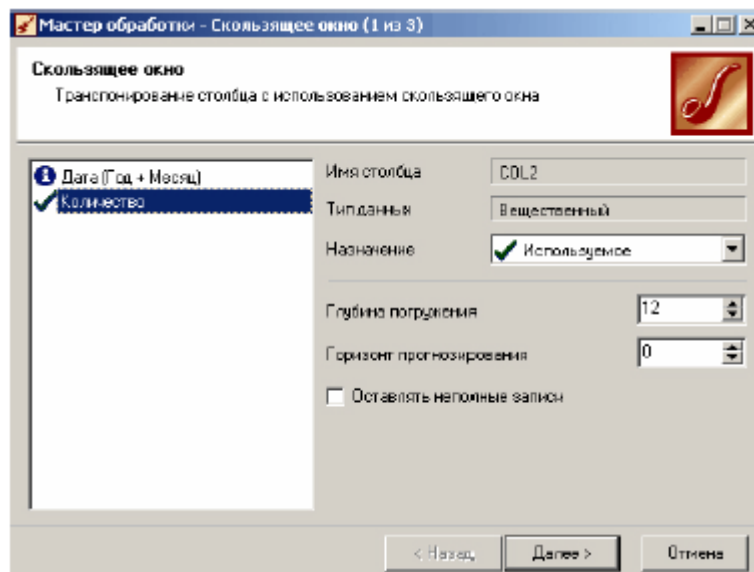 Мастер обработки - Скользящее окно (1 из 3)
Скользящее окно
Транспонирование столбца с использованием скользящего окна
Дата (Год + Месяц)
Количество
Имя столбца
COL2
Тип данных
Вещественный
Назначение
Используемое
Глубина погружения
12
Горизонт прогнозирования
0
Оставлять неполные записи
< Назад
Далее >
Отмена